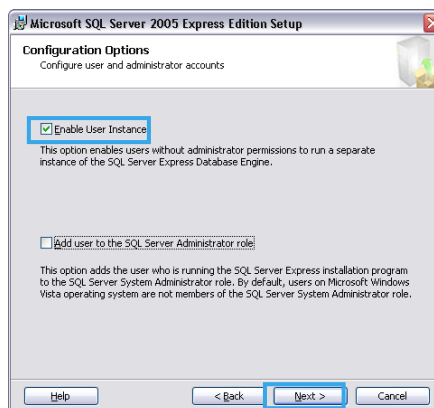 Microsoft SQL Server 2005 Express Edition Setup
Configuration Options
Configure user and administrator accounts
Enable User Instance
This option enables users without administrator permissions to run a separate
instance of the SQL Server Express Database Engine.
Add user to the SQL Server Administrator role
This option adds the user who is running the SQL Server Express installation program
to the SQL Server System Administrator role. By default, users on Microsoft Windows
Vista operating system are not members of the SQL Server System Administrator role.
Help
< Back
Next >
Cancel